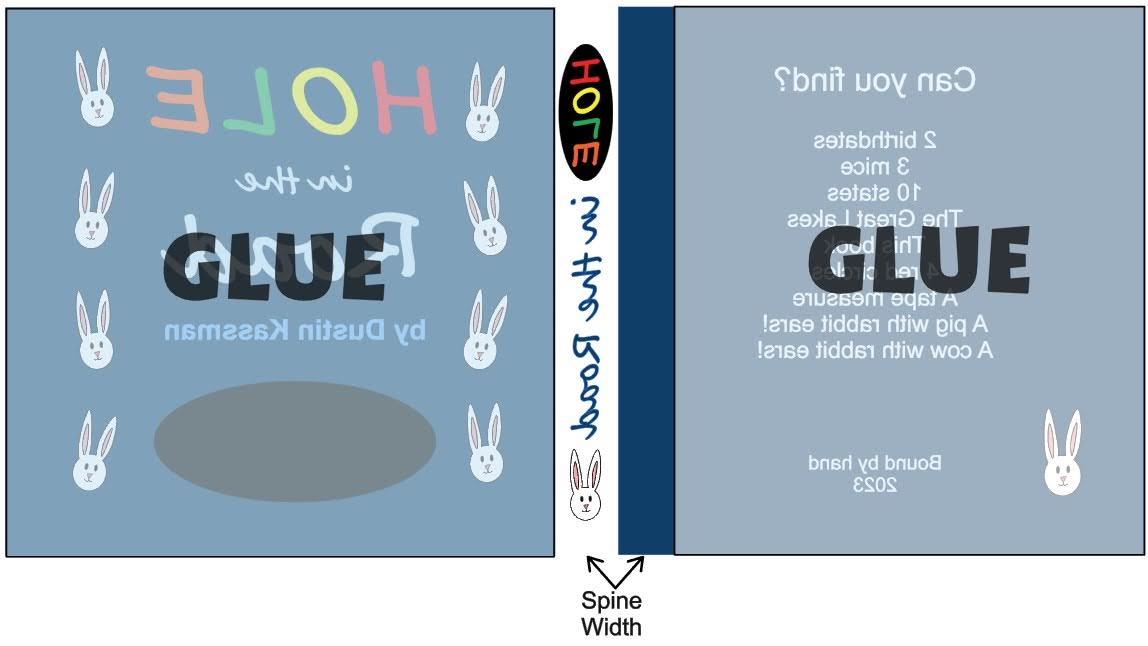 HOLE
in the
Road
GLUE
by Dustin Kassman
HOLE
in the Road
Can you find?
2 birthdates
3 mice
10 states
The Great Lakes
This book
4 red circles
GLUE
A tape measure
A pig with rabbit ears!
A cow with rabbit ears!
Bound by hand
2023
Spine
Width